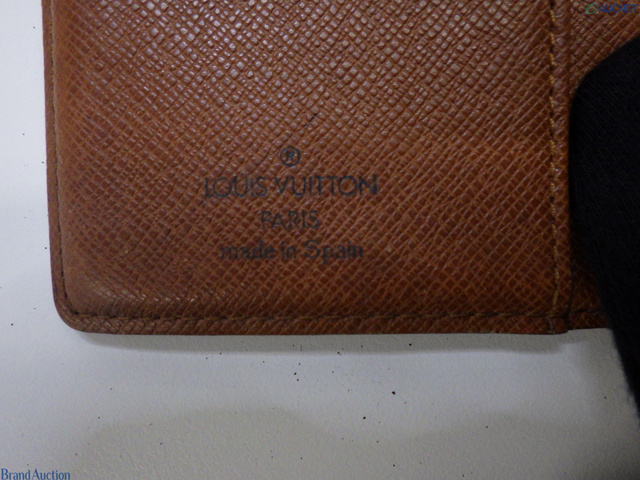 ®
LOUIS VUITTON
PARIS
made in Spain
BrandAuction